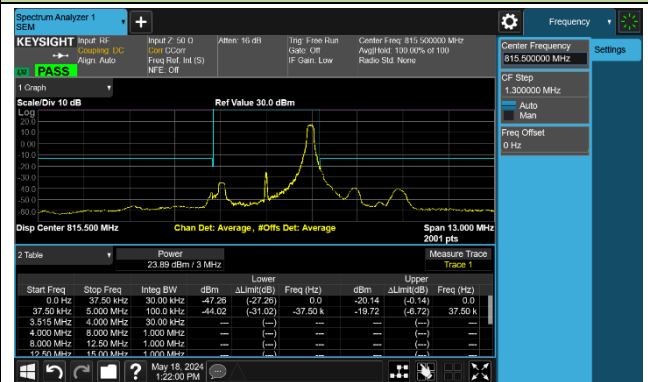 Spectrum Analyzer 1
SEM
Frequency
KEYSIGHT
Input: RF
Coupling: DC
Align: Auto
Input Z: 50 Ω
Corr CCorr
Freq Ref: Int (S)
NFE: Off
Atten: 16 dB
Trig: Free Run
Gate: Off
IF Gain: Low
Center Freq: 815.500000 MHz
Avg|Hold: 100.00% of 100
Radio Std: None
PASS
Center Frequency
815.500000 MHz
Settings
CF Step
1.300000 MHz
Auto
Man
Freq Offset
0 Hz
1 Graph
Scale/Div 10 dB
Ref Value 30.0 dBm
Log
20.0
10.0
0.00
-10.0
-20.0
-30.0
-40.0
-50.0
-60.0
Disp Center 815.500 MHz
Chan Det: Average , #Offs Det: Average
Span 13.000 MHz
2001 pts
2 Table
Power
23.89 dBm / 3 MHz
Measure Trace
Trace 1
Lower Upper
Start Freq Stop Freq Integ BW dBm ΔLimit(dB) Freq (Hz) dBm ΔLimit(dB) Freq (Hz)
0.0 Hz 37.50 kHz 30.00 kHz -47.26 (-27.26) 0.0 -20.14 (-0.14) 0.0
37.50 kHz 5.000 MHz 100.0 kHz -44.02 (-31.02) -37.50 k -19.72 (-6.72) 37.50 k
3.515 MHz 4.000 MHz 30.00 kHz --- (---) --- --- (---) ---
4.000 MHz 8.000 MHz 1.000 MHz --- (---) --- --- (---) ---
8.000 MHz 12.50 MHz 1.000 MHz --- (---) --- --- (---) ---
12.50 MHz 15.00 MHz 1.000 MHz --- (---) --- --- (---) ---
May 18, 2024
1:22:00 PM